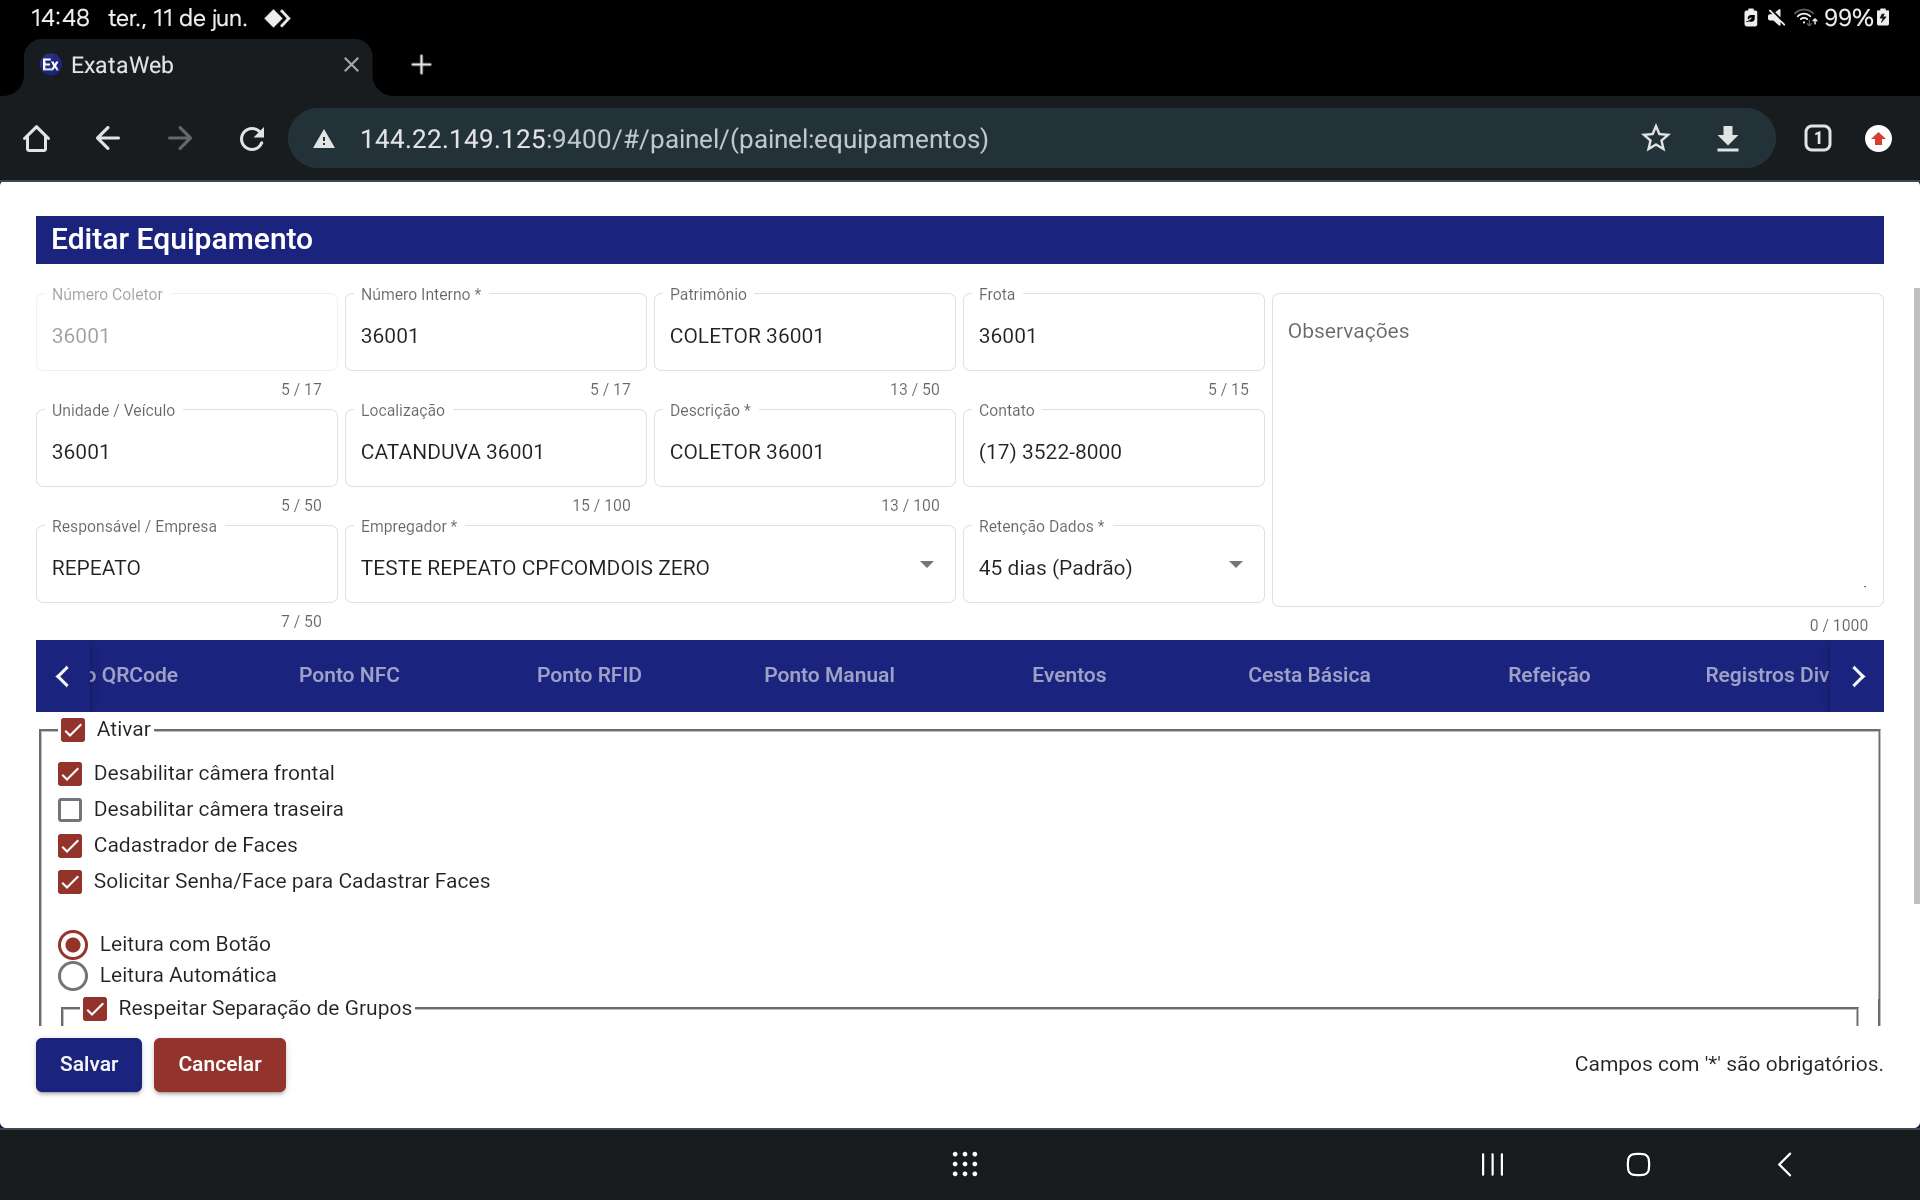 14:48 ter., 11 de jun. 99%
Ex ExataWeb
144.22.149.125:9400/#/painel/(painel:equipamentos) 1
Editar Equipamento
Número Coletor Número Interno * Patrimônio Frota
36001 36001 COLETOR 36001 36001 Observações
5 / 17 5 / 17 13 / 50 5 / 15
Unidade / Veículo Localização Descrição * Contato
36001 CATANDUVA 36001 COLETOR 36001 (17) 3522-8000
5 / 50 15 / 100 13 / 100
Responsável / Empresa Empregador * Retenção Dados *
REPEATO TESTE REPEATO CPFCOMDOIS ZERO 45 dias (Padrão)
7 / 50 0 / 1000
o QRCode Ponto NFC Ponto RFID Ponto Manual Eventos Cesta Básica Refeição Registros Div
Ativar
Desabilitar câmera frontal
Desabilitar câmera traseira
Cadastrador de Faces
Solicitar Senha/Face para Cadastrar Faces
Leitura com Botão
Leitura Automática
Respeitar Separação de Grupos
Salvar Cancelar Campos com '*' são obrigatórios.